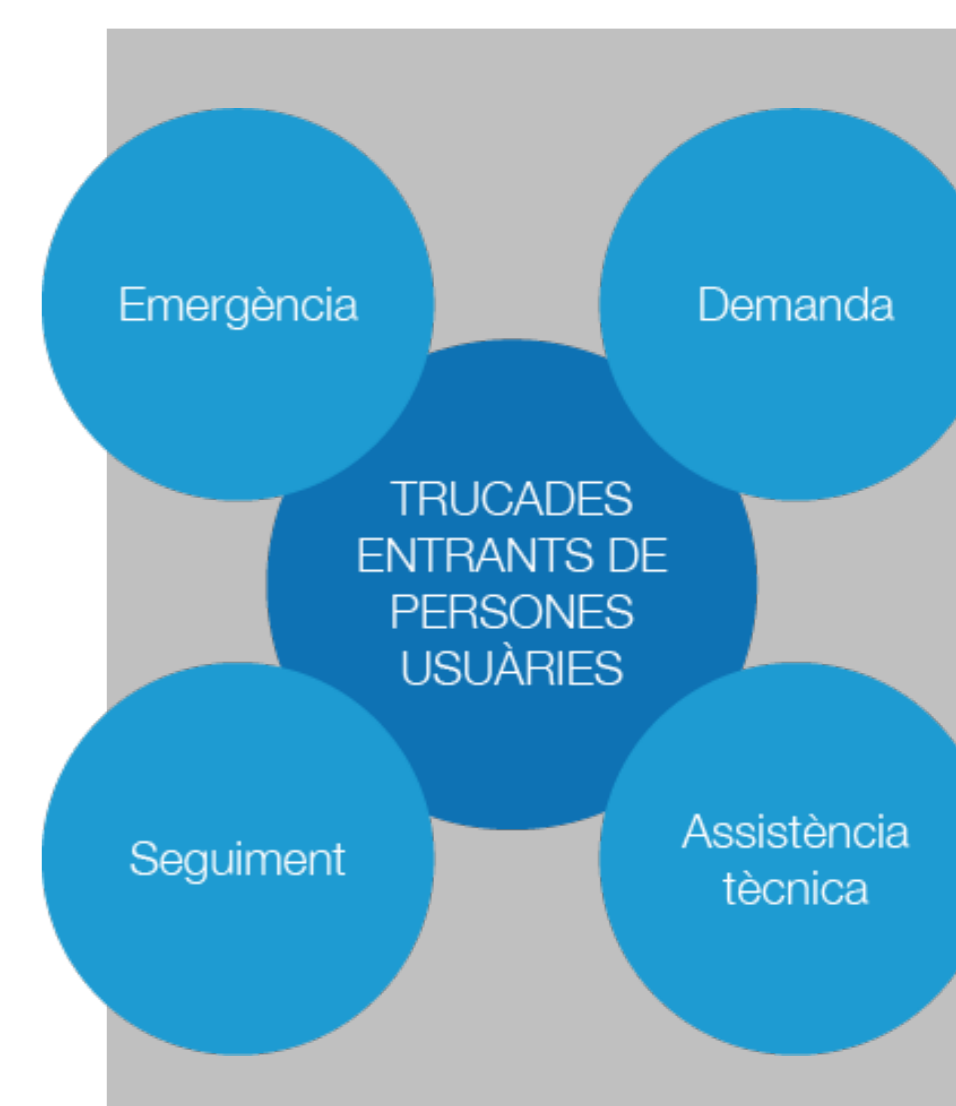 Emergència
Demanda
TRUCADES
ENTRANTS DE
PERSONES
USUÀRIES
Seguiment
Assistència
tècnica